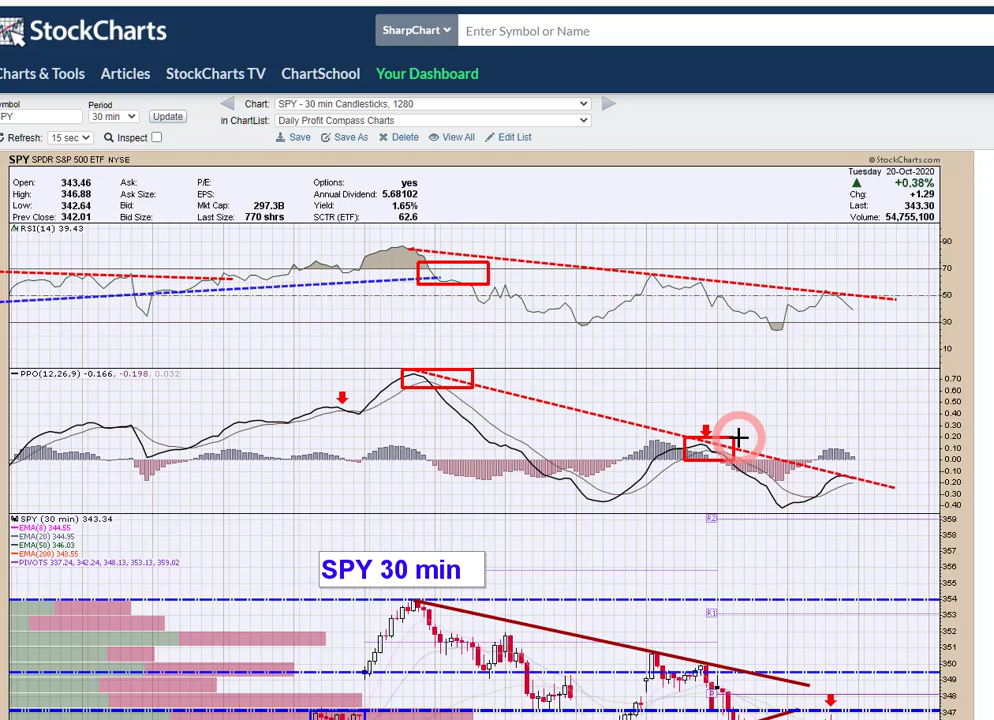 StockCharts
SharpChart
Enter Symbol or Name
Charts & Tools Articles StockCharts TV ChartSchool Your Dashboard
Period
Chart: SPY - 30 min Candlesticks, 1280
30 min Update
in ChartList: Daily Profit Compass Charts
Refresh: 15 sec Inspect
Save Save As Delete View All Edit List
SPY SPDR S&P 500 ETF NYSE
© StockCharts.com
Tuesday 20-Oct-2020
Open: 343.46 Ask: P/E: Options: yes
+0.38%
High: 346.88 Ask Size: EPS: Annual Dividend: 5.68102
Chg: +1.29
Low: 342.64 Bid: Mkt Cap: 297.3B Yield: 1.65%
Last: 343.30
Prev Close: 342.01 Bid Size: Last Size: 770 shrs SCTR (ETF): 62.6
Volume: 54,755,100
RSI(14) 39.43
90
70
50
30
10
PPO(12,26,9) -0.166, -0.198, 0.032
0.70
0.60
0.50
0.40
0.30
0.20
0.10
0.00
-0.10
-0.20
-0.30
-0.40
SPY (30 min) 343.34
EMA(8) 344.55
EMA(20) 344.95
EMA(50) 346.03
EMA(200) 343.55
PIVOTS 337.24, 342.24, 348.13, 353.13, 359.02
R2
R1
P
SPY 30 min
359
358
357
356
355
354
353
352
351
350
349
348
347